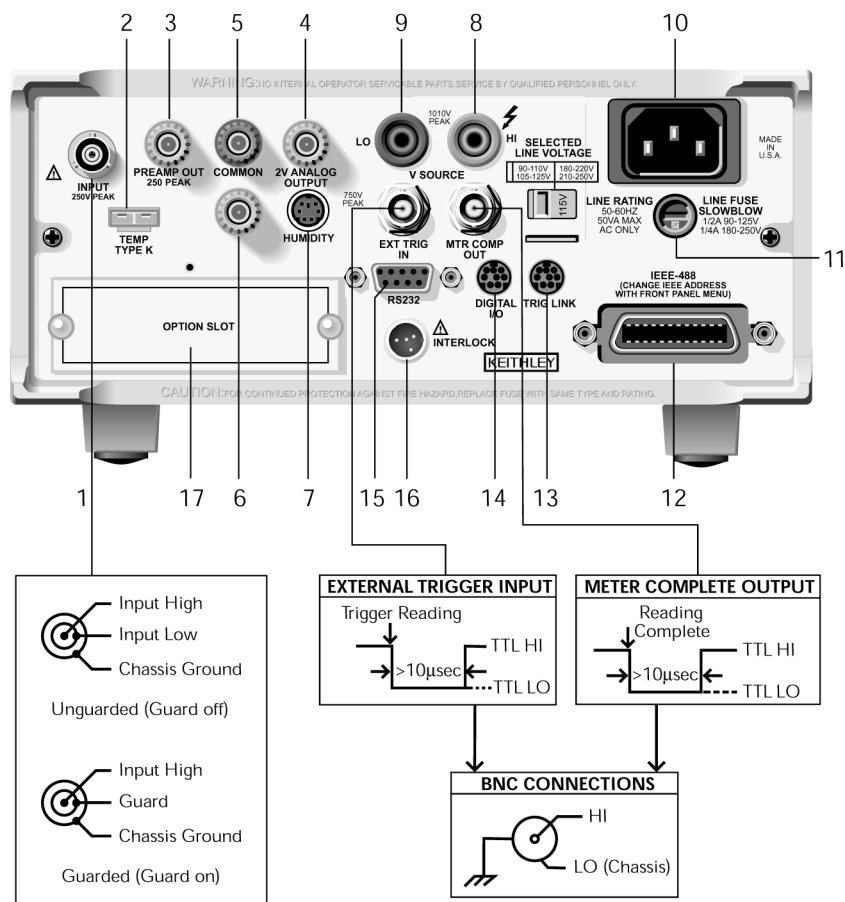 2 3 5 4 9 8 10
WARNING:NO INTERNAL OPERATOR SERVICABLE PARTS,SERVICE BY QUALIFIED PERSONNEL ONLY.
INPUT
250V PEAK
PREAMP OUT
250 PEAK
COMMON
2V ANALOG
OUTPUT
LO
1010V
PEAK
HI
V SOURCE
SELECTED
LINE VOLTAGE
90-110V 180-220V
105-125V 210-250V
115V
MADE
IN
U.S.A.
TEMP
TYPE K
HUMIDITY
750V
PEAK
EXT TRIG
IN
MTR COMP
OUT
LINE RATING
50-60HZ
50VA MAX
AC ONLY
LINE FUSE
SLOWBLOW
1/2A 90-125V
1/4A 180-250V
11
OPTION SLOT
RS232
DIGITAL
I/O
TRIG LINK
IEEE-488
(CHANGE IEEE ADDRESS
WITH FRONT PANEL MENU)
INTERLOCK
KEITHLEY
CAUTION:FOR CONTINUED PROTECTION AGAINST FIRE HAZARD,REPLACE FUSE WITH SAME TYPE AND RATING.
1 17 6 7 15 16 14 13 12
Input High
Input Low
Chassis Ground
Unguarded (Guard off)
Input High
Guard
Chassis Ground
Guarded (Guard on)
EXTERNAL TRIGGER INPUT
Trigger Reading
TTL HI
>10µsec
TTL LO
METER COMPLETE OUTPUT
Reading
Complete
TTL HI
>10µsec
TTL LO
BNC CONNECTIONS
HI
LO (Chassis)